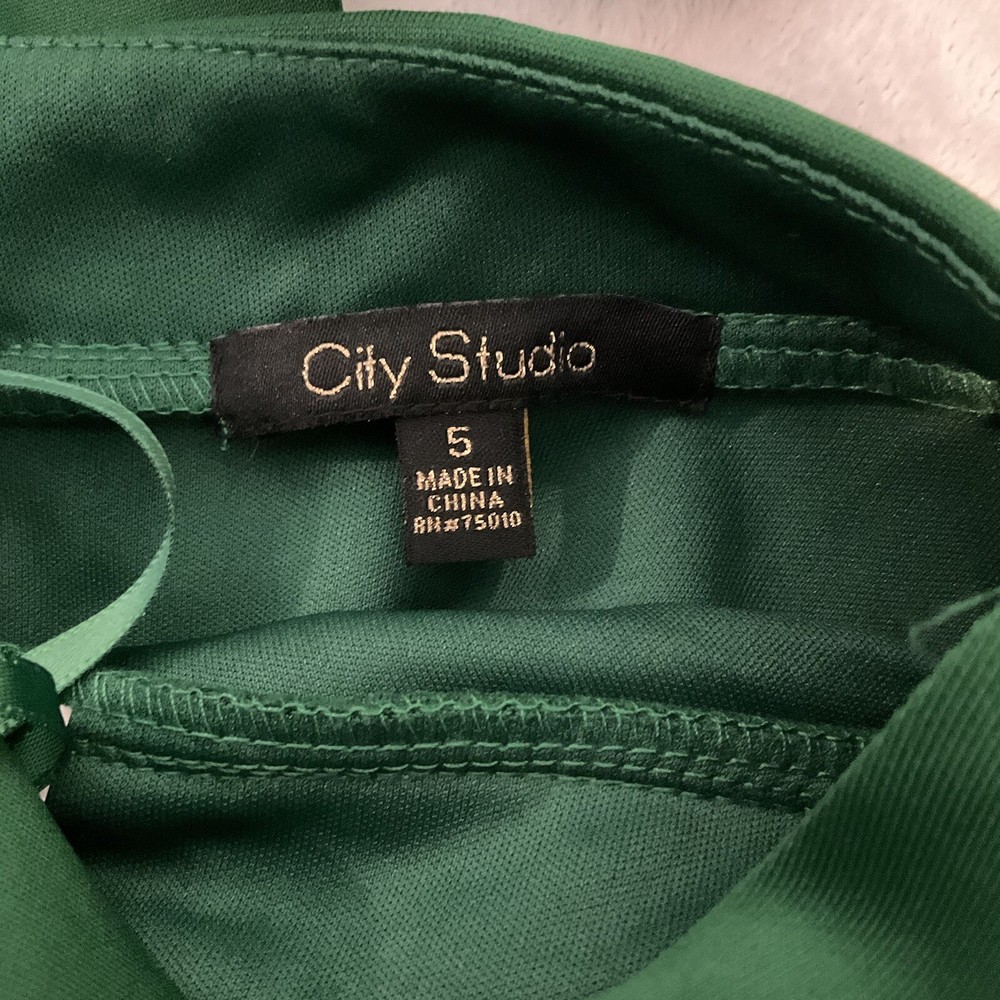 City Studio
5
MADE IN
CHINA
RN#75010